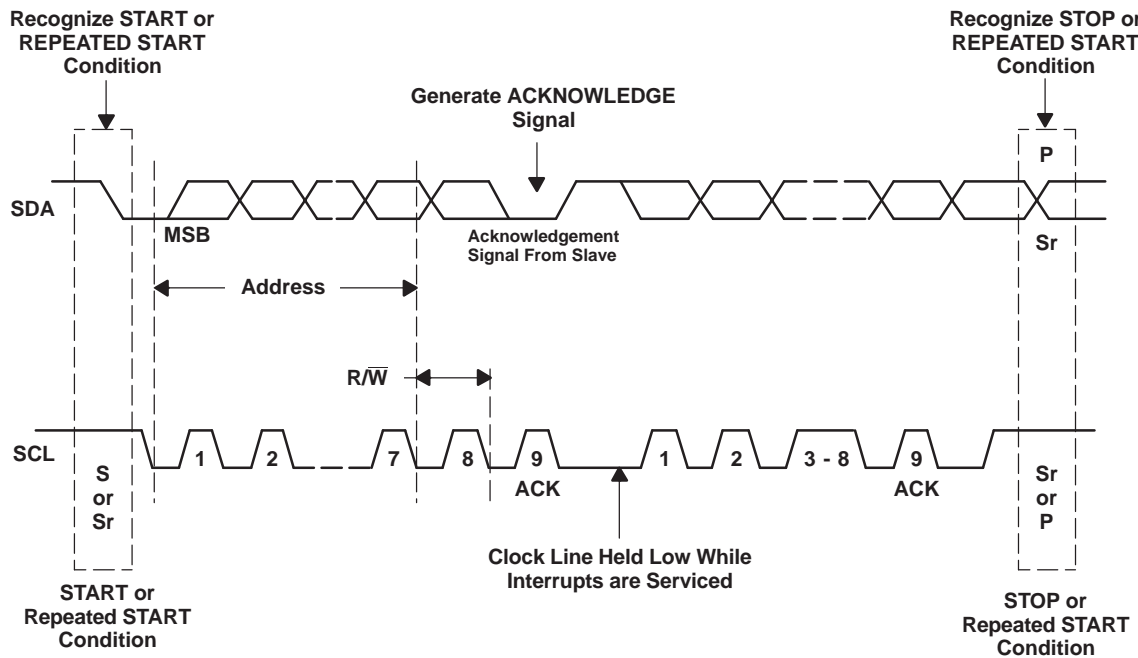 Recognize START or
REPEATED START
Condition
Recognize STOP or
REPEATED START
Condition
Generate ACKNOWLEDGE
Signal
P
SDA
MSB
Acknowledgement
Signal From Slave
Sr
Address
R/W̅
SCL
1
2
7
8
9
1
2
3 - 8
9
ACK
ACK
S
or
Sr
Sr
or
P
Clock Line Held Low While
Interrupts are Serviced
START or
Repeated START
Condition
STOP or
Repeated START
Condition